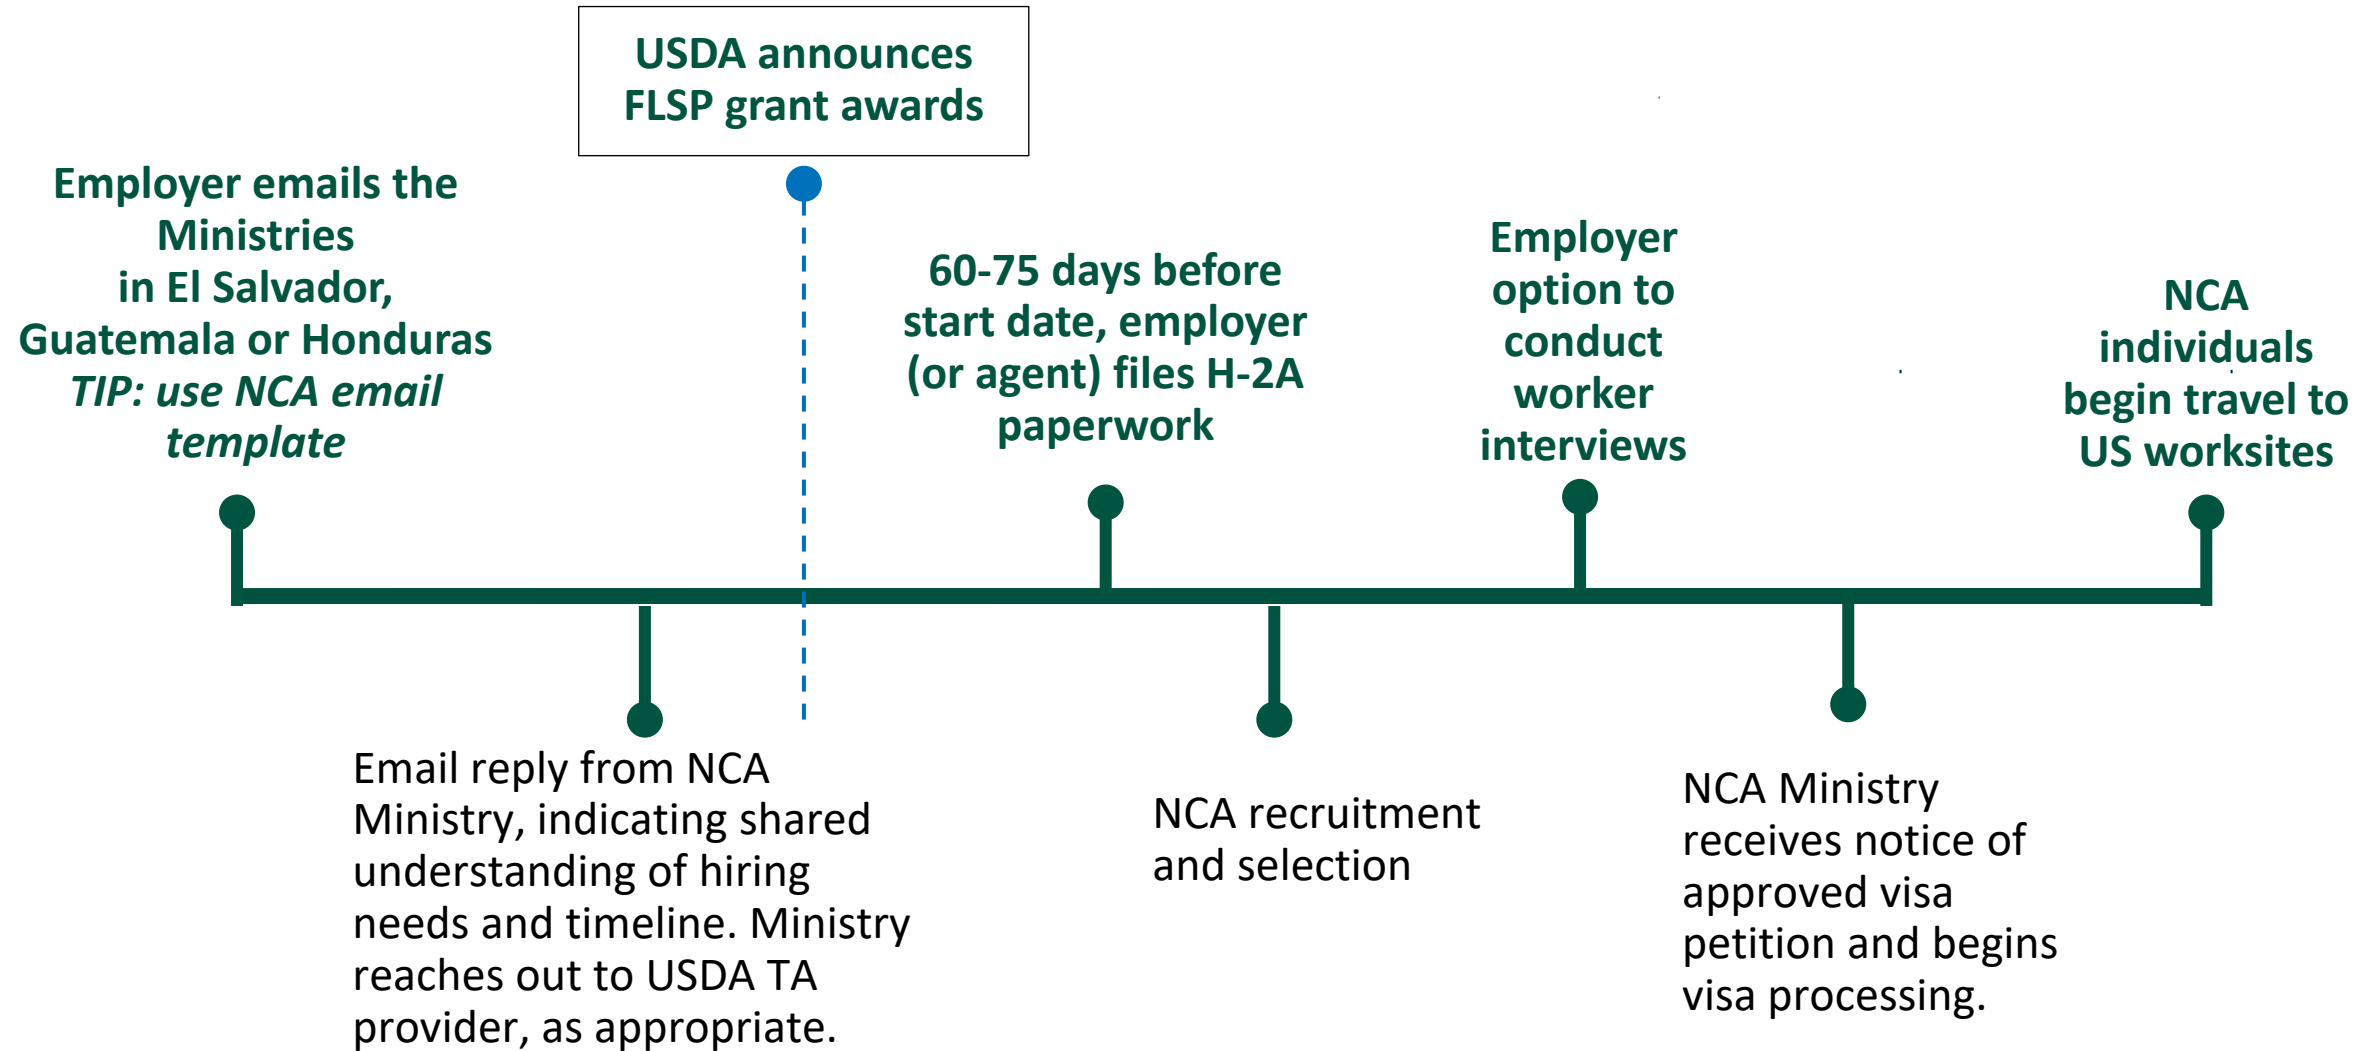 USDA announces
FLSP grant awards
Employer emails the
Ministries
in El Salvador,
Guatemala or Honduras
TIP: use NCA email
template
60-75 days before
start date, employer
(or agent) files H-2A
paperwork
Employer
option to
conduct
worker
interviews
NCA
individuals
begin travel to
US worksites
Email reply from NCA
Ministry, indicating shared
understanding of hiring
needs and timeline. Ministry
reaches out to USDA TA
provider, as appropriate.
NCA recruitment
and selection
NCA Ministry
receives notice of
approved visa
petition and begins
visa processing.